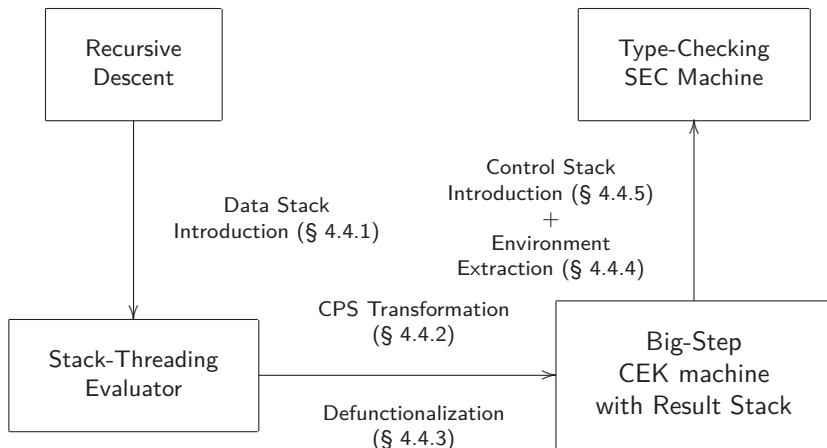 Recursive
Descent
Type-Checking
SEC Machine
Data Stack
Introduction (§ 4.4.1)
Control Stack
Introduction (§ 4.4.5)
+
Environment
Extraction (§ 4.4.4)
Stack-Threading
Evaluator
CPS Transformation
(§ 4.4.2)
Defunctionalization
(§ 4.4.3)
Big-Step
CEK machine
with Result Stack